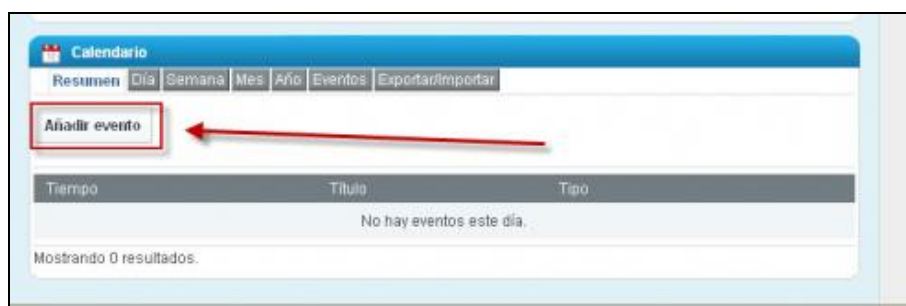 Calendario
Resumen Día Semana Mes Año Eventos Exportar/Importar
Añadir evento
Tiempo Título Tipo
No hay eventos este día.
Mostrando 0 resultados.